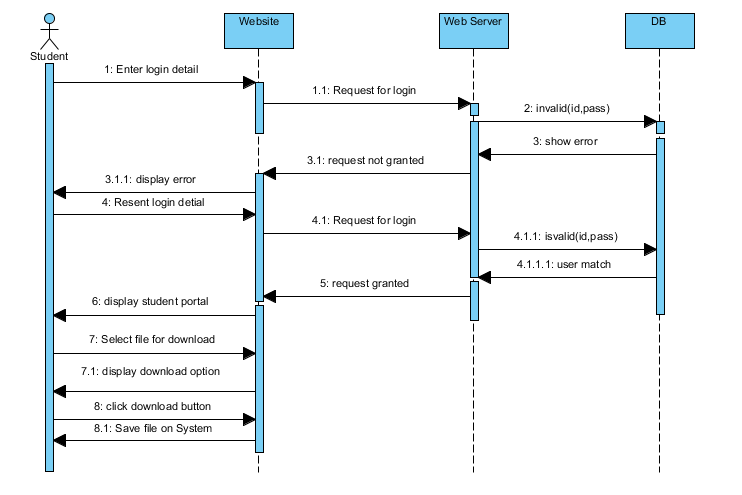 Website
Web Server
DB
Student
1: Enter login detail
1.1: Request for login
2: invalid(id,pass)
3: show error
3.1: request not granted
3.1.1: display error
4: Resent login detial
4.1: Request for login
4.1.1: isvalid(id,pass)
4.1.1.1: user match
5: request granted
6: display student portal
7: Select file for download
7.1: display download option
8: click download button
8.1: Save file on System